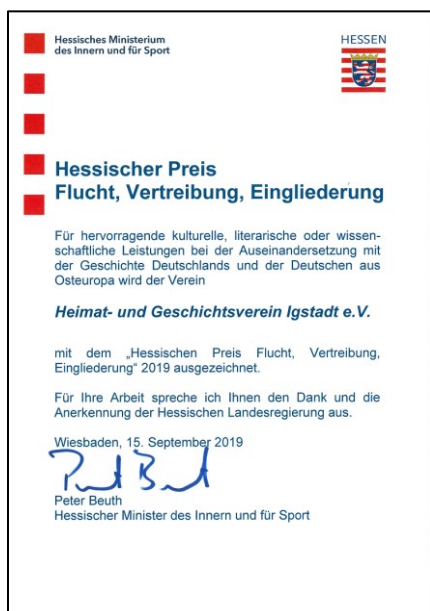 Hessisches Ministerium
des Innern und für Sport
HESSEN
Hessischer Preis
Flucht, Vertreibung, Eingliederung
Für hervorragende kulturelle, literarische oder wissen-
schaftliche Leistungen bei der Auseinandersetzung mit
der Geschichte Deutschlands und der Deutschen aus
Osteuropa wird der Verein
Heimat- und Geschichtsverein Igstadt e.V.
mit dem „Hessischen Preis Flucht, Vertreibung,
Eingliederung“ 2019 ausgezeichnet.
Für Ihre Arbeit spreche ich Ihnen den Dank und die
Anerkennung der Hessischen Landesregierung aus.
Wiesbaden, 15. September 2019
Peter Beuth
Hessischer Minister des Innern und für Sport